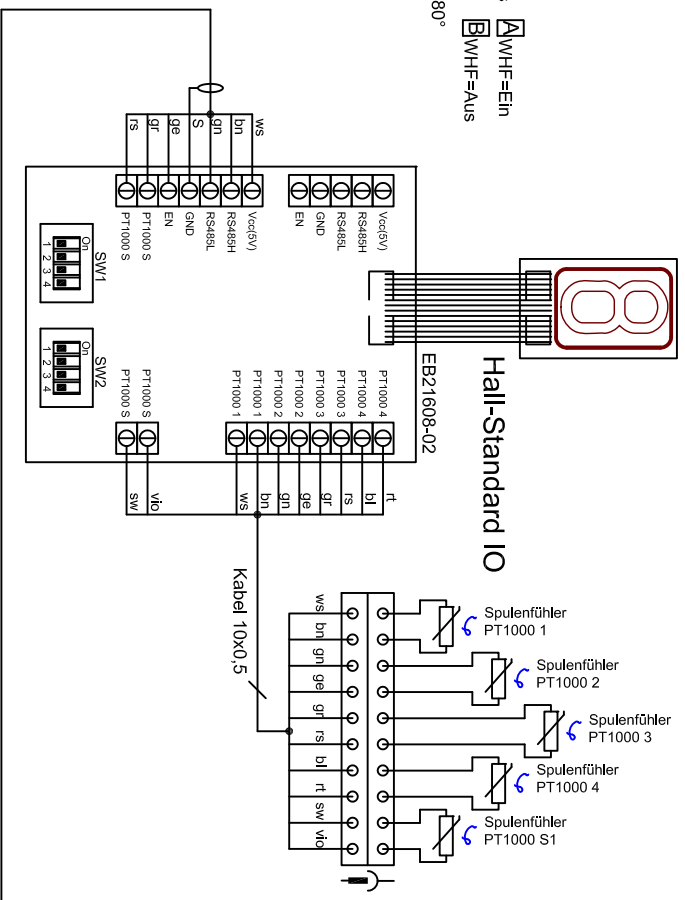 A WHF=Ein
B WHF=Aus
80°
ws
bn
gn
S
ge
gr
rs
Vcc(5V)
RS485H
RS485L
GND
EN
PT1000 S
PT1000 S
Vcc(5V)
RS485H
RS485L
GND
EN
SW1
On
1 2 3 4
SW2
On
1 2 3 4
EB21608-02
Hall-Standard IO
PT1000 4
PT1000 4
PT1000 3
PT1000 3
PT1000 2
PT1000 2
PT1000 1
PT1000 1
PT1000 S
PT1000 S
rt
bl
rs
gr
ge
gn
bn
ws
vio
sw
Kabel 10x0,5
ws
bn
gn
ge
gr
rs
bl
rt
sw
vio
Spulenfühler
PT1000 1
Spulenfühler
PT1000 2
Spulenfühler
PT1000 3
Spulenfühler
PT1000 4
Spulenfühler
PT1000 S1